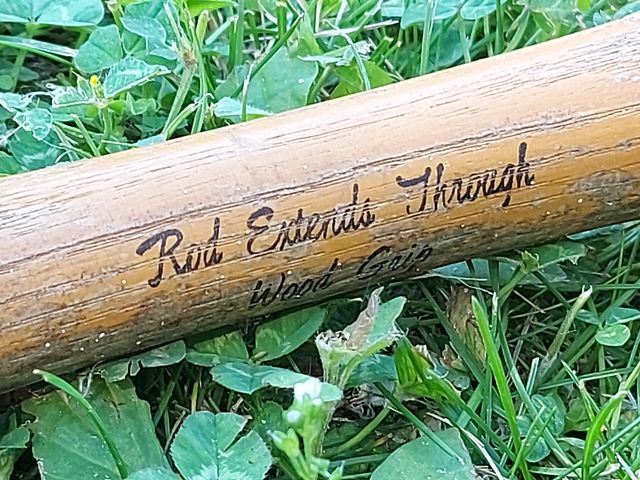 Rod Extends Through
Wood Grip